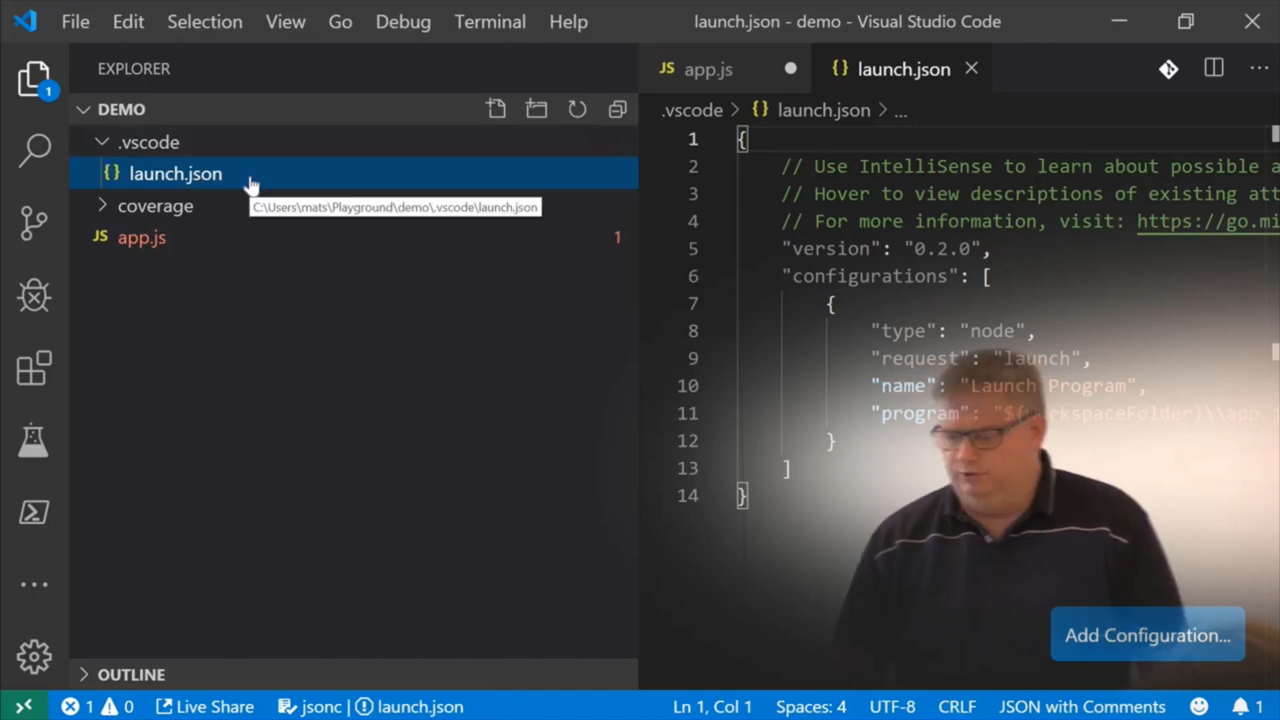 File Edit Selection View Go Debug Terminal Help launch.json - demo - Visual Studio Code
EXPLORER
JS app.js {} launch.json
DEMO
.vscode > {} launch.json > ...
.vscode
{} launch.json
C:\Users\mats\Playground\demo\.vscode\launch.json
coverage
JS app.js 1
1 {
2 // Use IntelliSense to learn about possible a
3 // Hover to view descriptions of existing att
4 // For more information, visit: https://go.mi
5 "version": "0.2.0",
6 "configurations": [
7 {
8 "type": "node",
9 "request": "launch",
10 "name": "Launch Program",
11 "program": "${workspaceFolder}\\app.
12 }
13 ]
14 }
1
Add Configuration...
OUTLINE
1 0 Live Share jsonc | launch.json Ln 1, Col 1 Spaces: 4 UTF-8 CRLF JSON with Comments 1